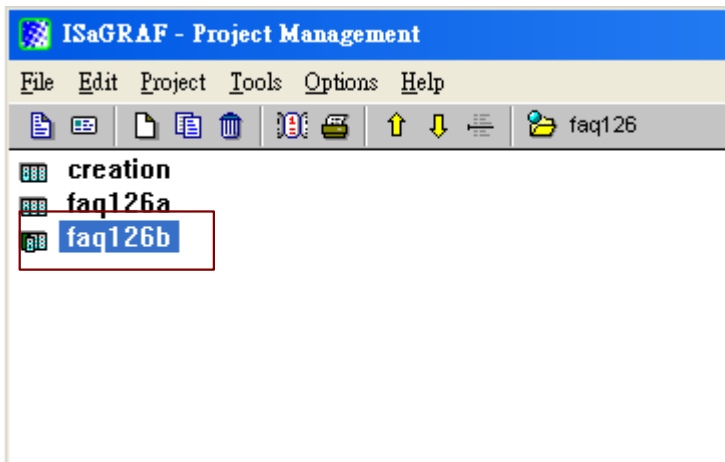 ISaGRAF - Project Management
File Edit Project Tools Options Help
faq126
creation
faq126a
faq126b